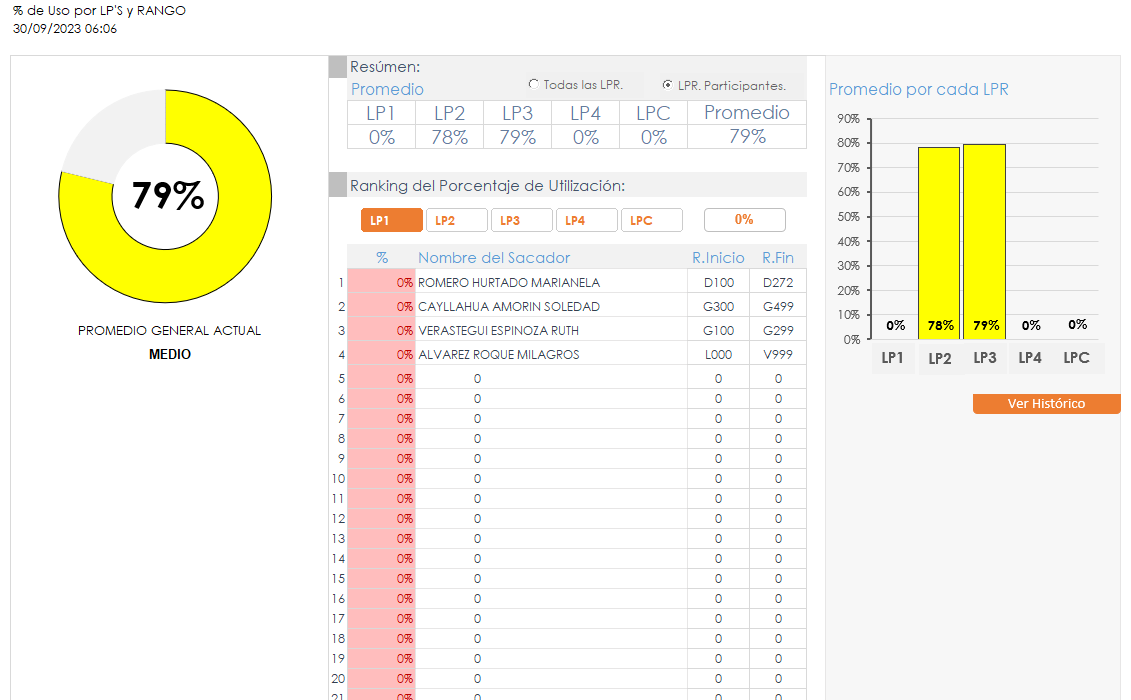 % de Uso por LP'S y RANGO
30/09/2023 06:06
79%
PROMEDIO GENERAL ACTUAL
MEDIO
Resúmen:
Promedio
Todas las LPR.
LPR. Participantes.
LP1 LP2 LP3 LP4 LPC Promedio
0% 78% 79% 0% 0% 79%
Ranking del Porcentaje de Utilización:
LP1 LP2 LP3 LP4 LPC 0%
% Nombre del Sacador R.Inicio R.Fin
1 0% ROMERO HURTADO MARIANELA D100 D272
2 0% CAYLLAHUA AMORIN SOLEDAD G300 G499
3 0% VERASTEGUI ESPINOZA RUTH G100 G299
4 0% ALVAREZ ROQUE MILAGROS L000 V999
5 0% 0 0 0
6 0% 0 0 0
7 0% 0 0 0
8 0% 0 0 0
9 0% 0 0 0
10 0% 0 0 0
11 0% 0 0 0
12 0% 0 0 0
13 0% 0 0 0
14 0% 0 0 0
15 0% 0 0 0
16 0% 0 0 0
17 0% 0 0 0
18 0% 0 0 0
19 0% 0 0 0
20 0% 0 0 0
21 0% 0 0 0
Promedio por cada LPR
90%
80%
70%
60%
50%
40%
30%
20%
10%
0%
0% 78% 79% 0% 0%
LP1 LP2 LP3 LP4 LPC
Ver Histórico